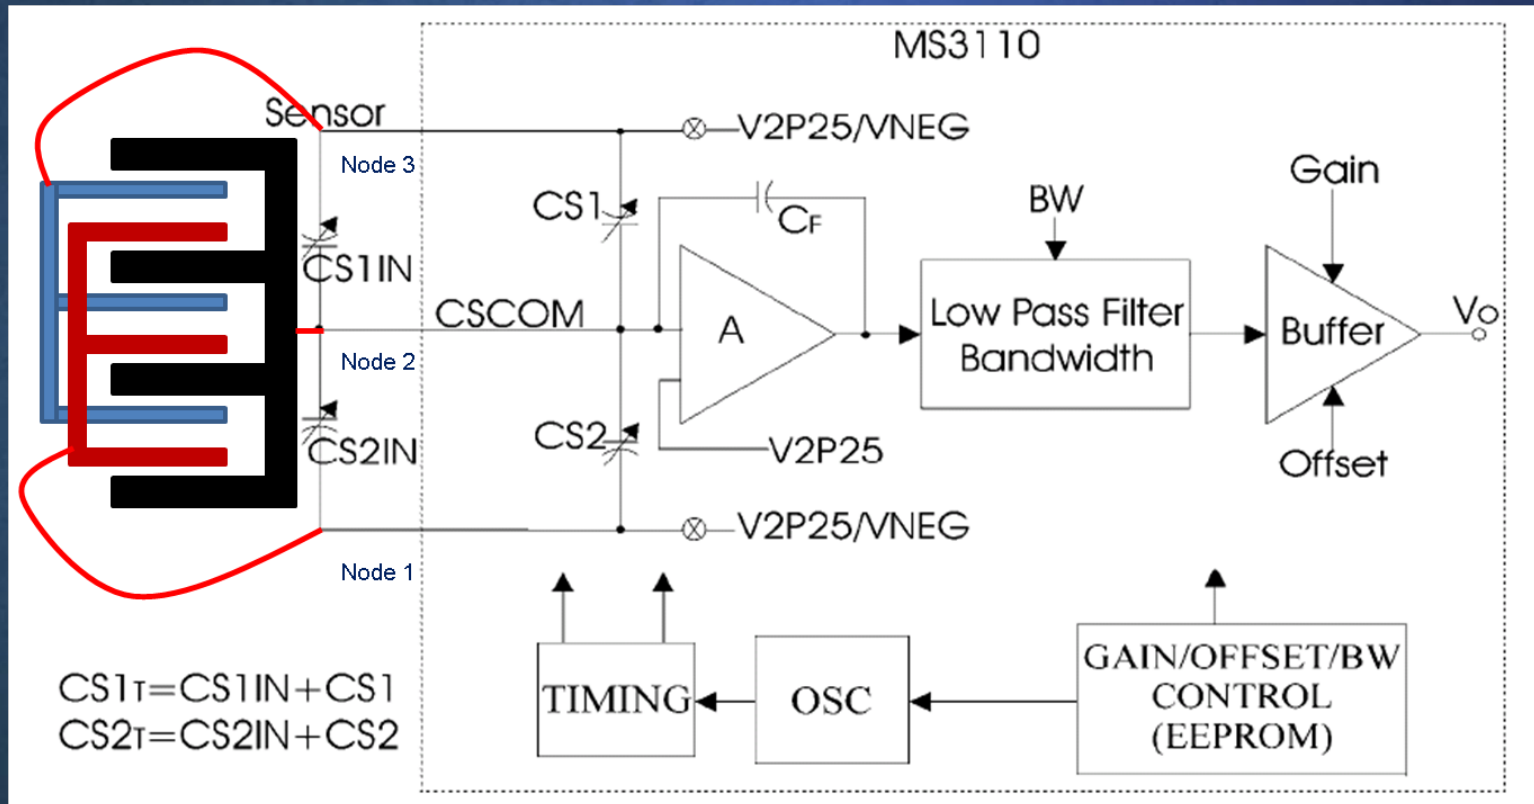 MS3110
Sensor
V2P25/VNEG
Node 3
Gain
CS1
CF
BW
CS1IN
CSCOM
A
Low Pass Filter
Bandwidth
Buffer
Vo
Node 2
CS2
CS2IN
V2P25
Offset
V2P25/VNEG
Node 1
CS1T=CS1IN+CS1
CS2T=CS2IN+CS2
TIMING
OSC
GAIN/OFFSET/BW
CONTROL
(EEPROM)